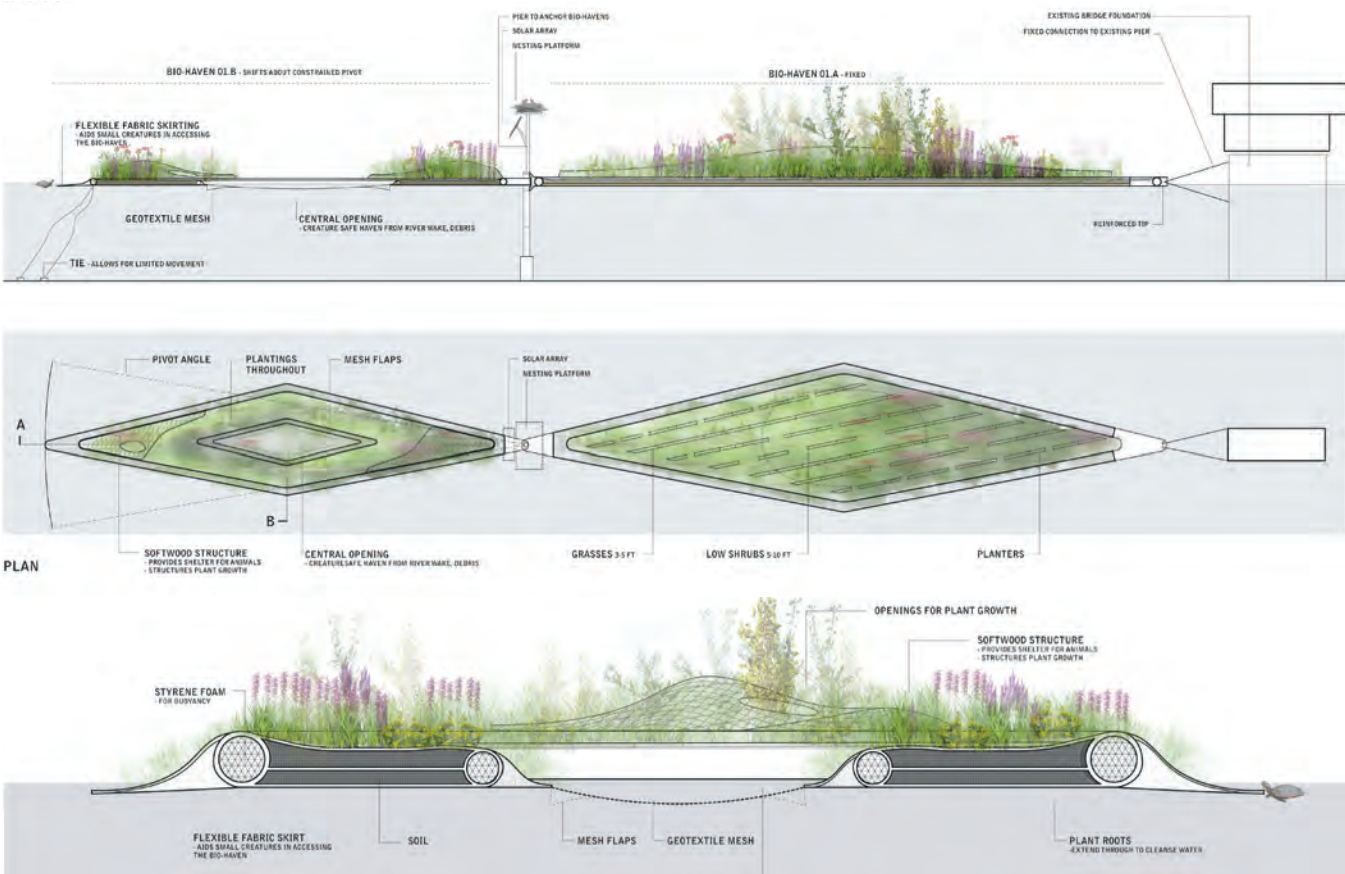 PIER TO ANCHOR BIO-HAVENS
SOLAR ARRAY
NESTING PLATFORM
EXISTING BRIDGE FOUNDATION
FIXED CONNECTION TO EXISTING PIER
BIO-HAVEN 01.B - SHIFTS ABOUT CONSTRAINED PIVOT
BIO-HAVEN 01.A - FIXED
FLEXIBLE FABRIC SKIRTING
- AIDS SMALL CREATURES IN ACCESSING
THE BIO-HAVEN
GEOTEXTILE MESH
CENTRAL OPENING
- CREATURE SAFE HAVEN FROM RIVER WAKE, DEBRIS
REINFORCED TIP
TIE - ALLOWS FOR LIMITED MOVEMENT
PIVOT ANGLE
PLANTINGS
THROUGHOUT
MESH FLAPS
SOLAR ARRAY
NESTING PLATFORM
A
B
SOFTWOOD STRUCTURE
- PROVIDES SHELTER FOR ANIMALS
- STRUCTURES PLANT GROWTH
CENTRAL OPENING
- CREATURESAFE HAVEN FROM RIVER WAKE, DEBRIS
GRASSES 3-5 FT
LOW SHRUBS 5-10 FT
PLANTERS
PLAN
OPENINGS FOR PLANT GROWTH
SOFTWOOD STRUCTURE
- PROVIDES SHELTER FOR ANIMALS
- STRUCTURES PLANT GROWTH
STYRENE FOAM
- FOR BUOYANCY
FLEXIBLE FABRIC SKIRT
- AIDS SMALL CREATURES IN ACCESSING
THE BIO-HAVEN
SOIL
MESH FLAPS
GEOTEXTILE MESH
PLANT ROOTS
- EXTEND THROUGH TO CLEANSE WATER